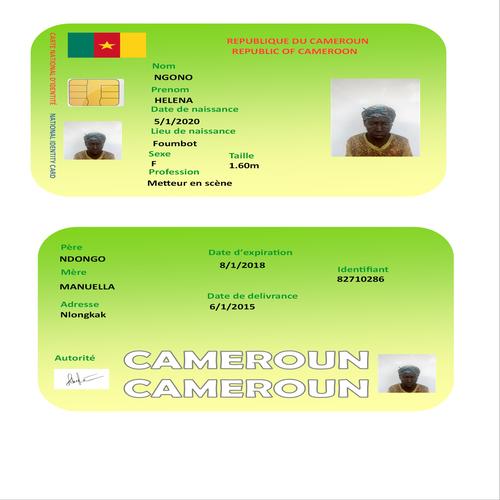 CARTE NATIONAL D'IDENTITÉ
NATIONAL IDENTITY CARD
REPUBLIQUE DU CAMEROUN
REPUBLIC OF CAMEROON
Nom
NGONO
Prenom
HELENA
Date de naissance
5/1/2020
Lieu de naissance
Foumbot
Sexe Taille
F 1.60m
Profession
Metteur en scène
Père
NDONGO
Mère
MANUELLA
Adresse
Nlongkak
Date d'expiration
8/1/2018
Date de delivrance
6/1/2015
Identifiant
82710286
Autorité
CAMEROUN
CAMEROUN